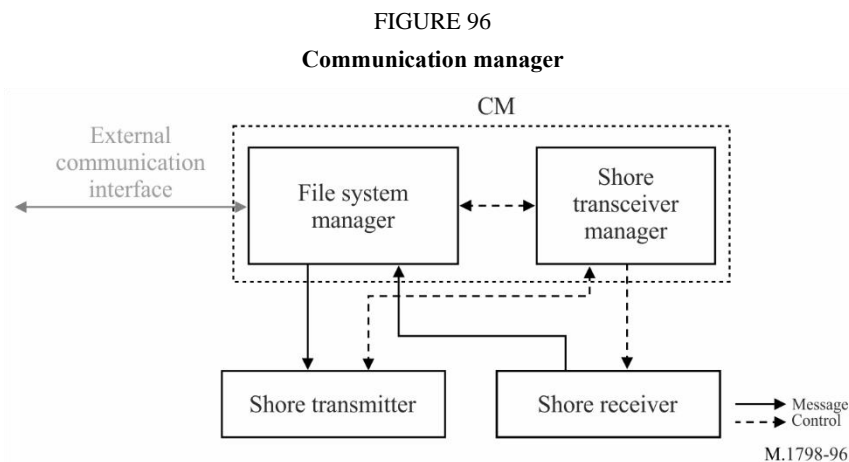 FIGURE 96
Communication manager
CM
External
communication
interface
File system
manager
Shore
transceiver
manager
Shore transmitter
Shore receiver
Message
Control
M.1798-96